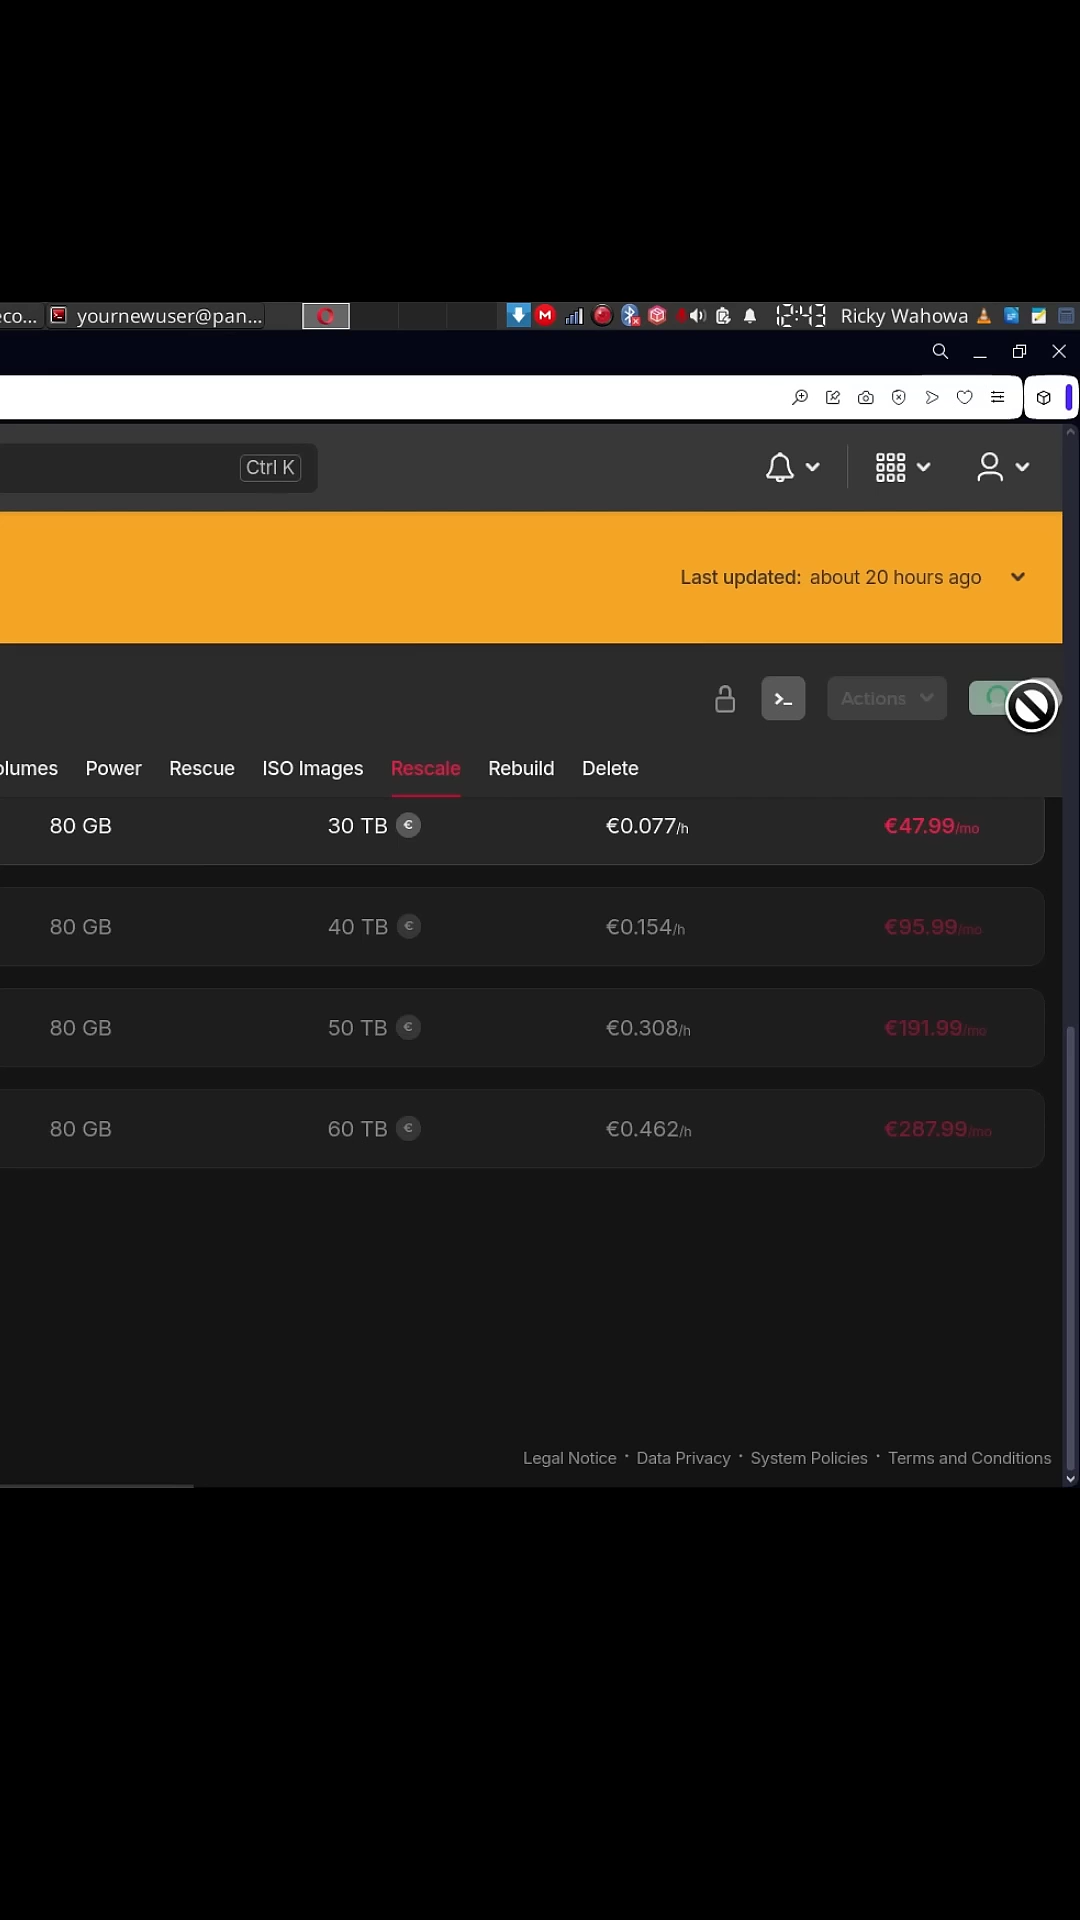 eco... yournewuser@pan... 12:43 Ricky Wahowa
Ctrl K
Last updated: about 20 hours ago
Actions
olumes Power Rescue ISO Images Rescale Rebuild Delete
80 GB 30 TB € €0.077/h €47.99/mo
80 GB 40 TB € €0.154/h €95.99/mo
80 GB 50 TB € €0.308/h €191.99/mo
80 GB 60 TB € €0.462/h €287.99/mo
Legal Notice · Data Privacy · System Policies · Terms and Conditions